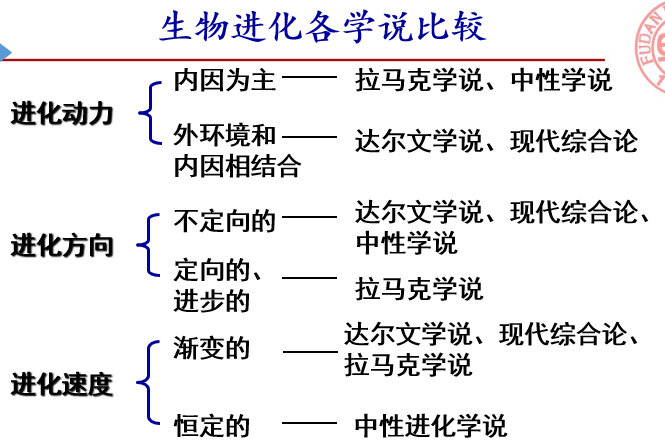 生物进化各学说比较
FUDAN
进化动力
内因为主
拉马克学说、中性学说
外环境和
内因相结合
达尔文学说、现代综合论
进化方向
不定向的
达尔文学说、现代综合论、
中性学说
定向的、
进步的
拉马克学说
进化速度
渐变的
达尔文学说、现代综合论、
拉马克学说
恒定的
中性进化学说